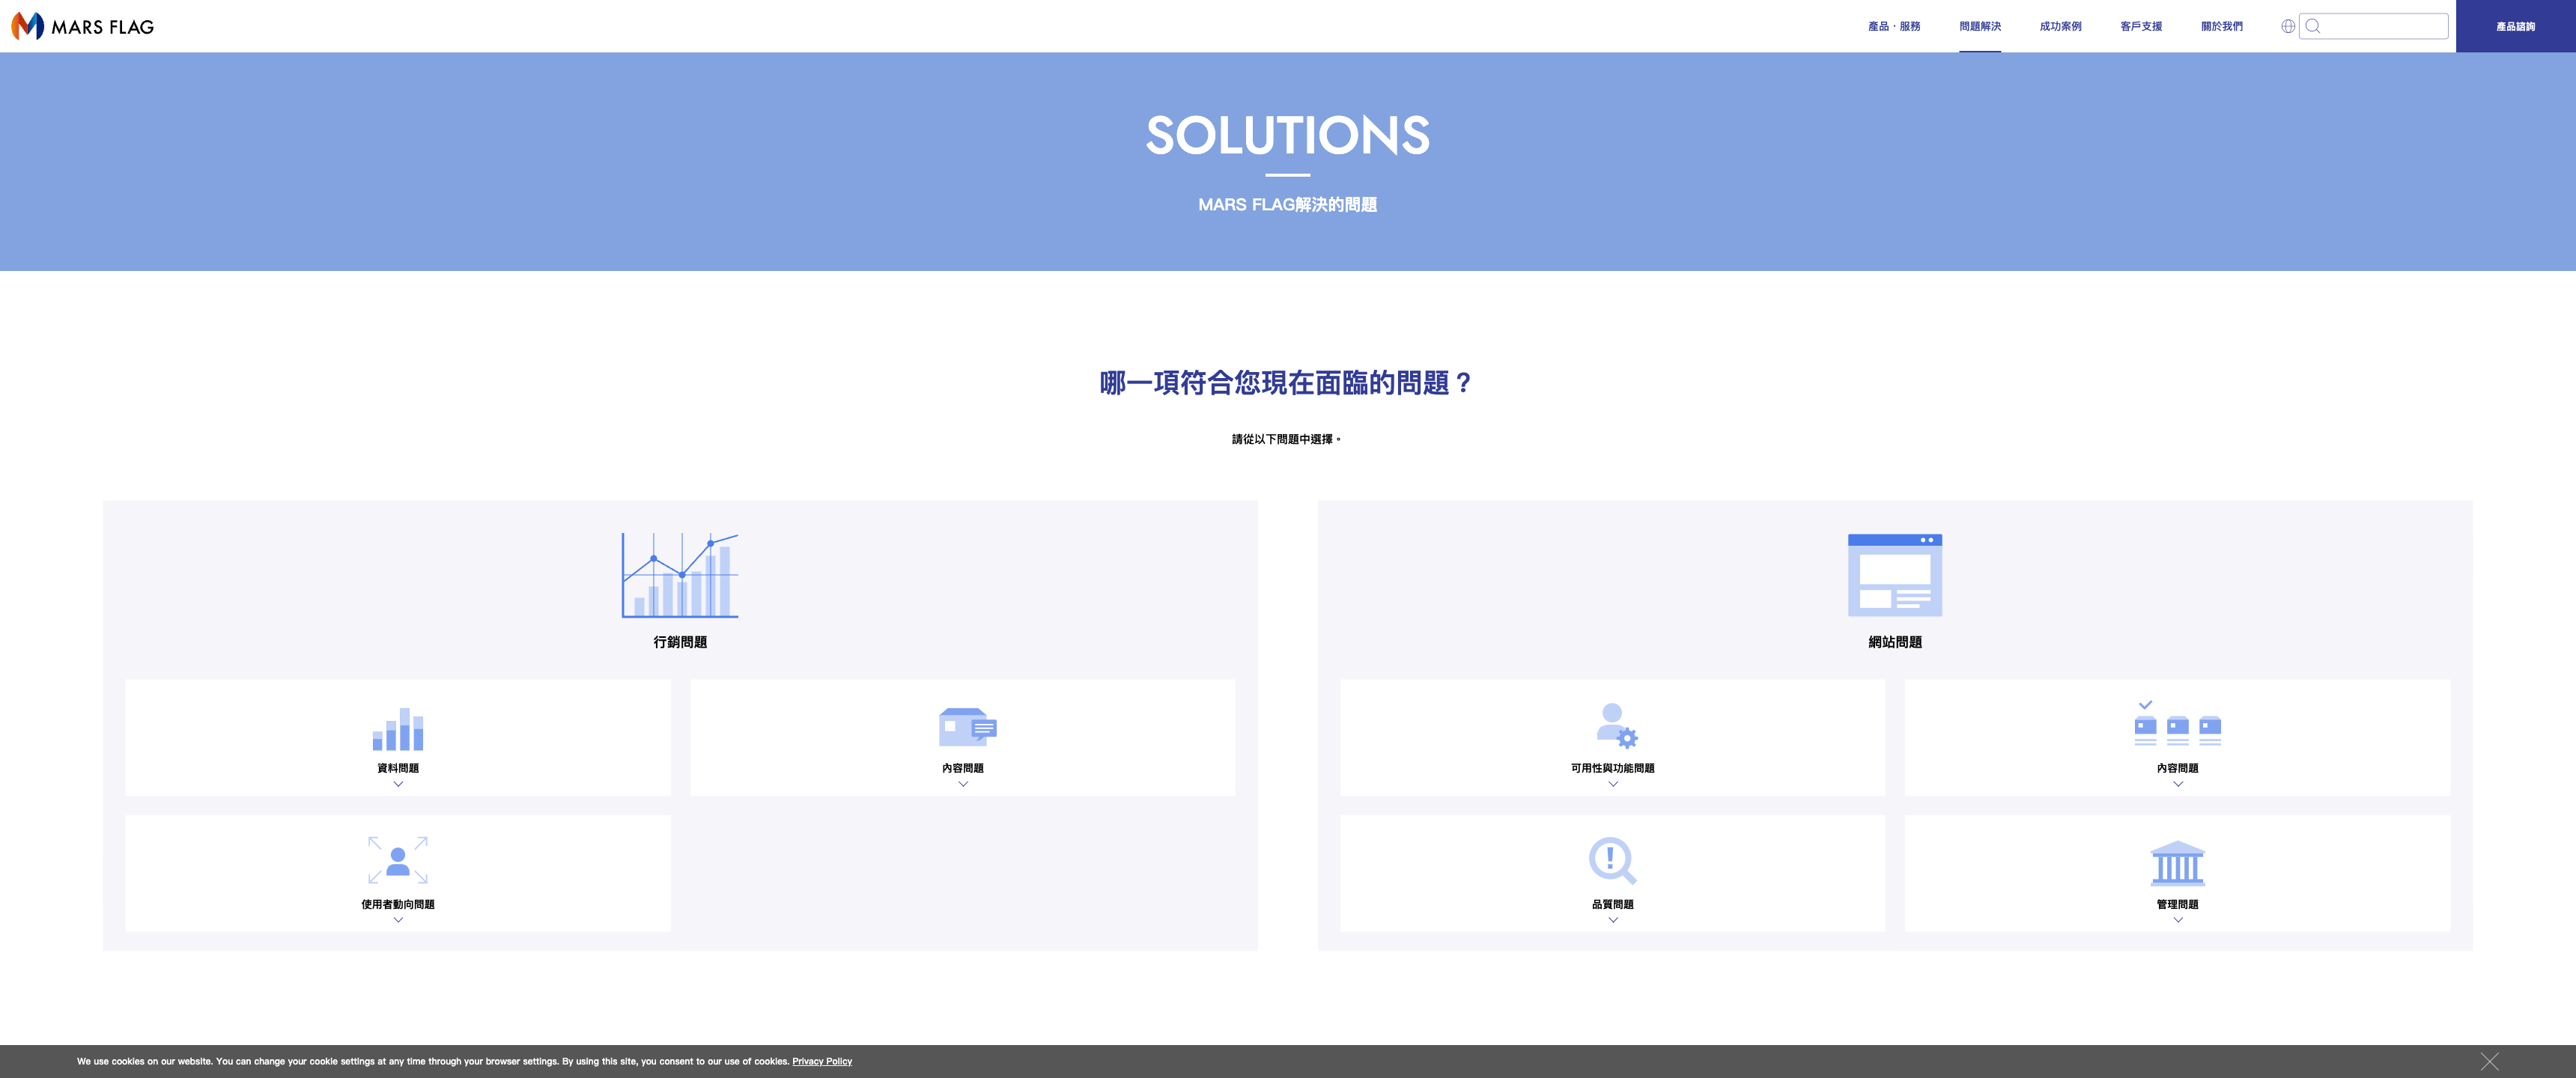 MARS FLAG
產品・服務
問題解決
成功案例
客戶支援
關於我們
產品諮詢
SOLUTIONS
MARS FLAG解決的問題
哪一項符合您現在面臨的問題？
請從以下問題中選擇。
行銷問題
資料問題
內容問題
使用者動向問題
網站問題
可用性與功能問題
內容問題
品質問題
管理問題
We use cookies on our website. You can change your cookie settings at any time through your browser settings. By using this site, you consent to our use of cookies. Privacy Policy